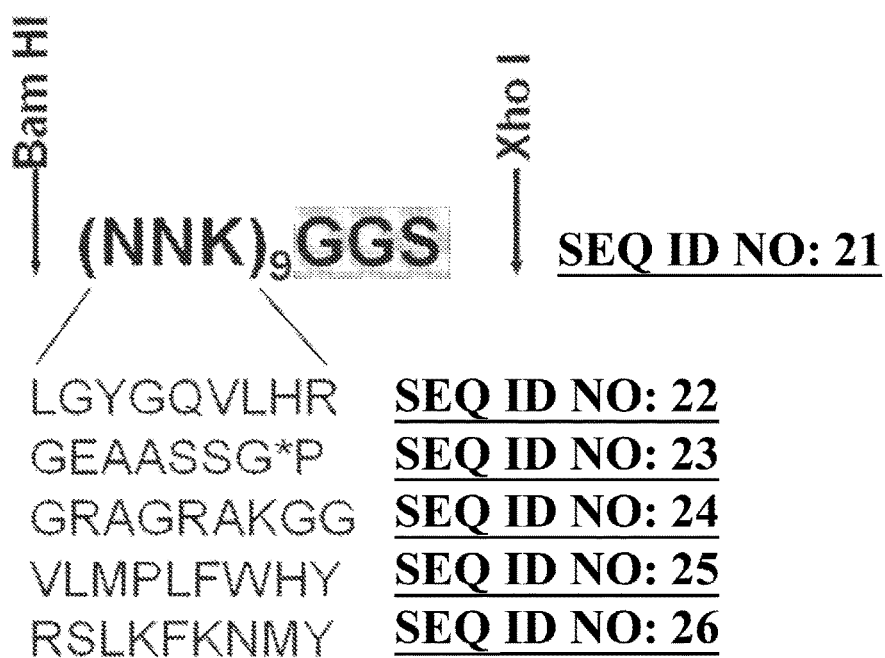 Bam HI
Xho I
(NNK)9GGS
SEQ ID NO: 21
LGYGQVLHR SEQ ID NO: 22
GEAASSG*P SEQ ID NO: 23
GRAGRAKGG SEQ ID NO: 24
VLMPLFWHY SEQ ID NO: 25
RSLKFKNMY SEQ ID NO: 26